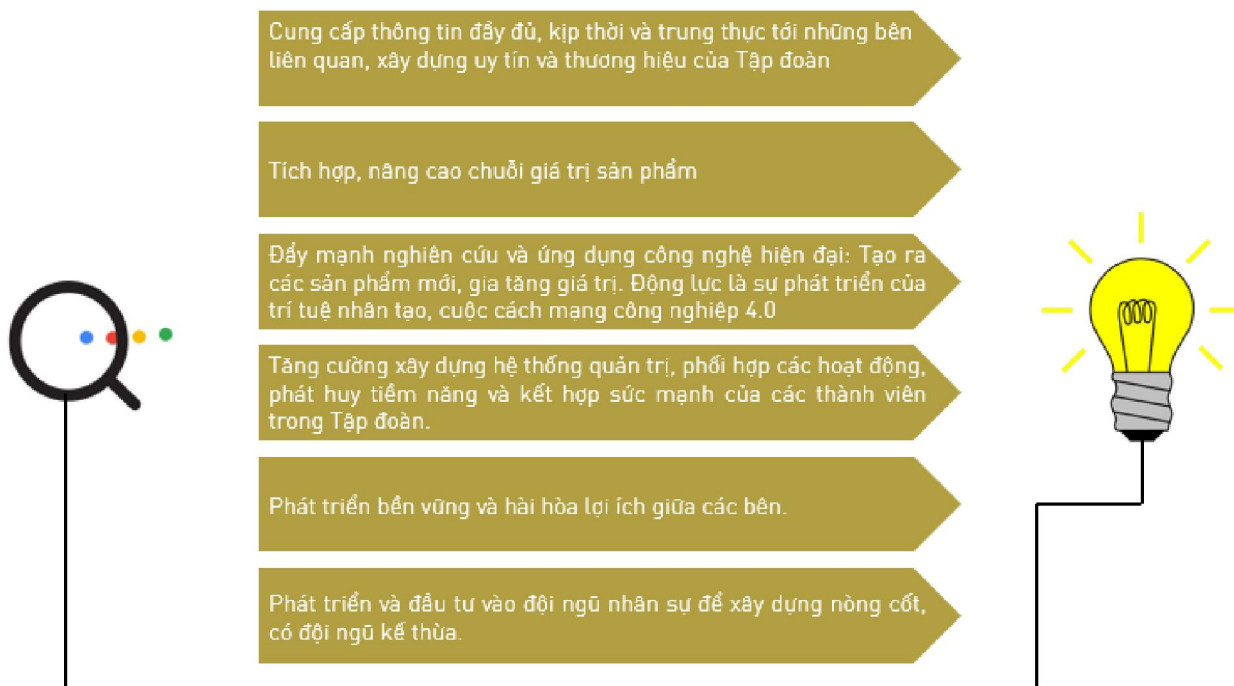 Cung cấp thông tin đầy đủ, kịp thời và trung thực tới những bên
liên quan, xây dựng uy tín và thương hiệu của Tập đoàn
Tích hợp, nâng cao chuỗi giá trị sản phẩm
Đẩy mạnh nghiên cứu và ứng dụng công nghệ hiện đại: Tạo ra
các sản phẩm mới, gia tăng giá trị. Động lực là sự phát triển của
trí tuệ nhân tạo, cuộc cách mạng công nghiệp 4.0
Tăng cường xây dựng hệ thống quản trị, phối hợp các hoạt động,
phát huy tiềm năng và kết hợp sức mạnh của các thành viên
trong Tập đoàn.
Phát triển bền vững và hài hòa lợi ích giữa các bên.
Phát triển và đầu tư vào đội ngũ nhân sự để xây dựng nòng cốt,
có đội ngũ kế thừa.